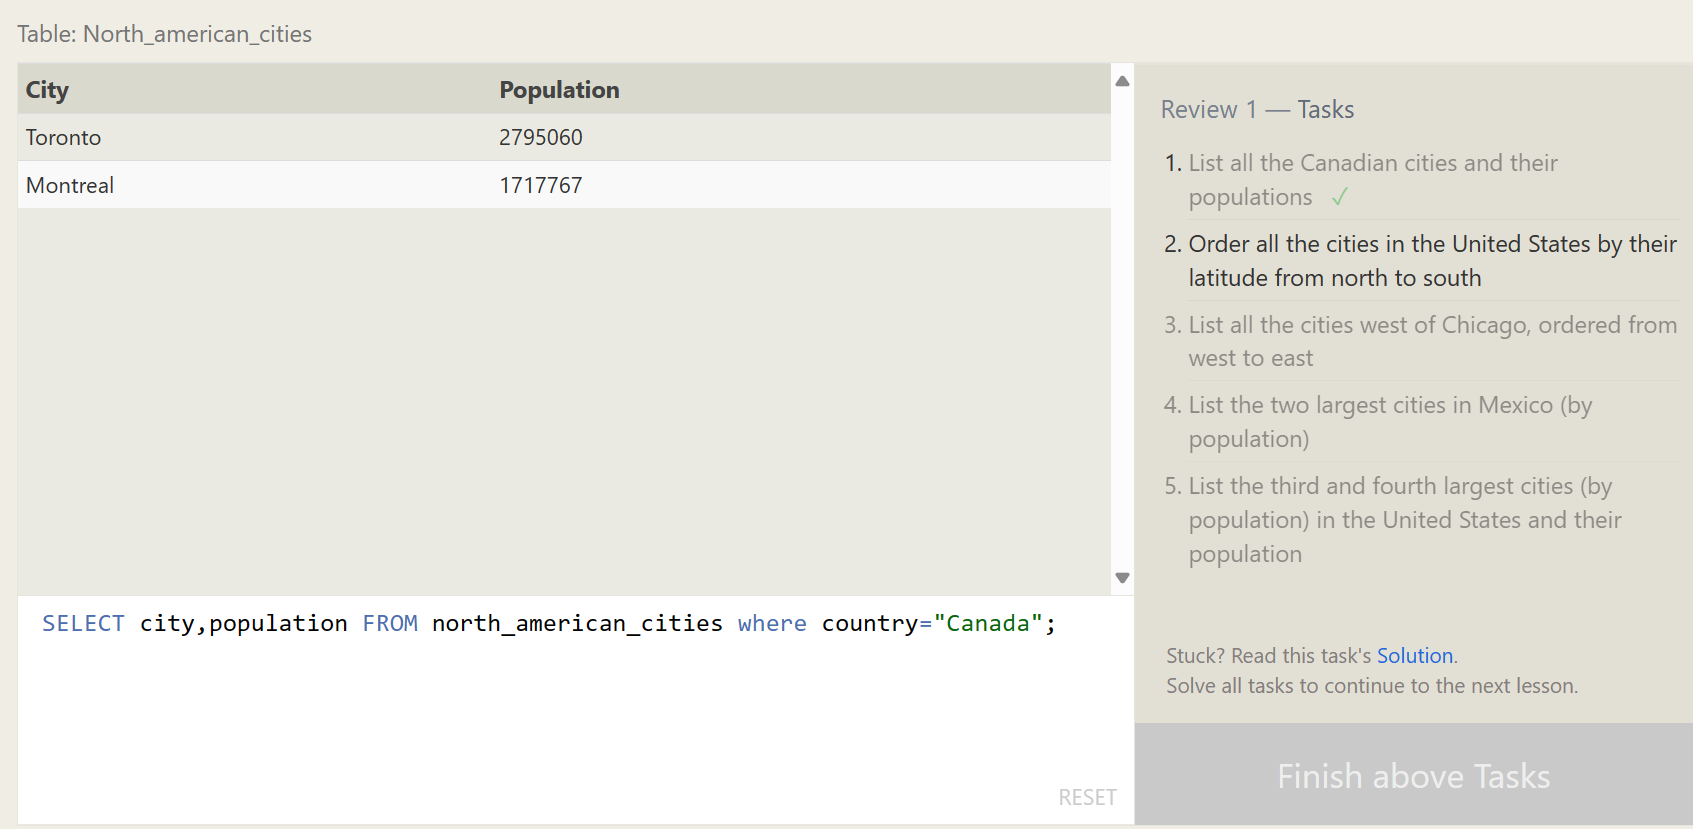 Table: North_american_cities
City Population
Toronto 2795060
Montreal 1717767
SELECT city,population FROM north_american_cities where country="Canada";
RESET
Review 1 — Tasks
1. List all the Canadian cities and their
populations ✓
2. Order all the cities in the United States by their
latitude from north to south
3. List all the cities west of Chicago, ordered from
west to east
4. List the two largest cities in Mexico (by
population)
5. List the third and fourth largest cities (by
population) in the United States and their
population
Stuck? Read this task's Solution.
Solve all tasks to continue to the next lesson.
Finish above Tasks